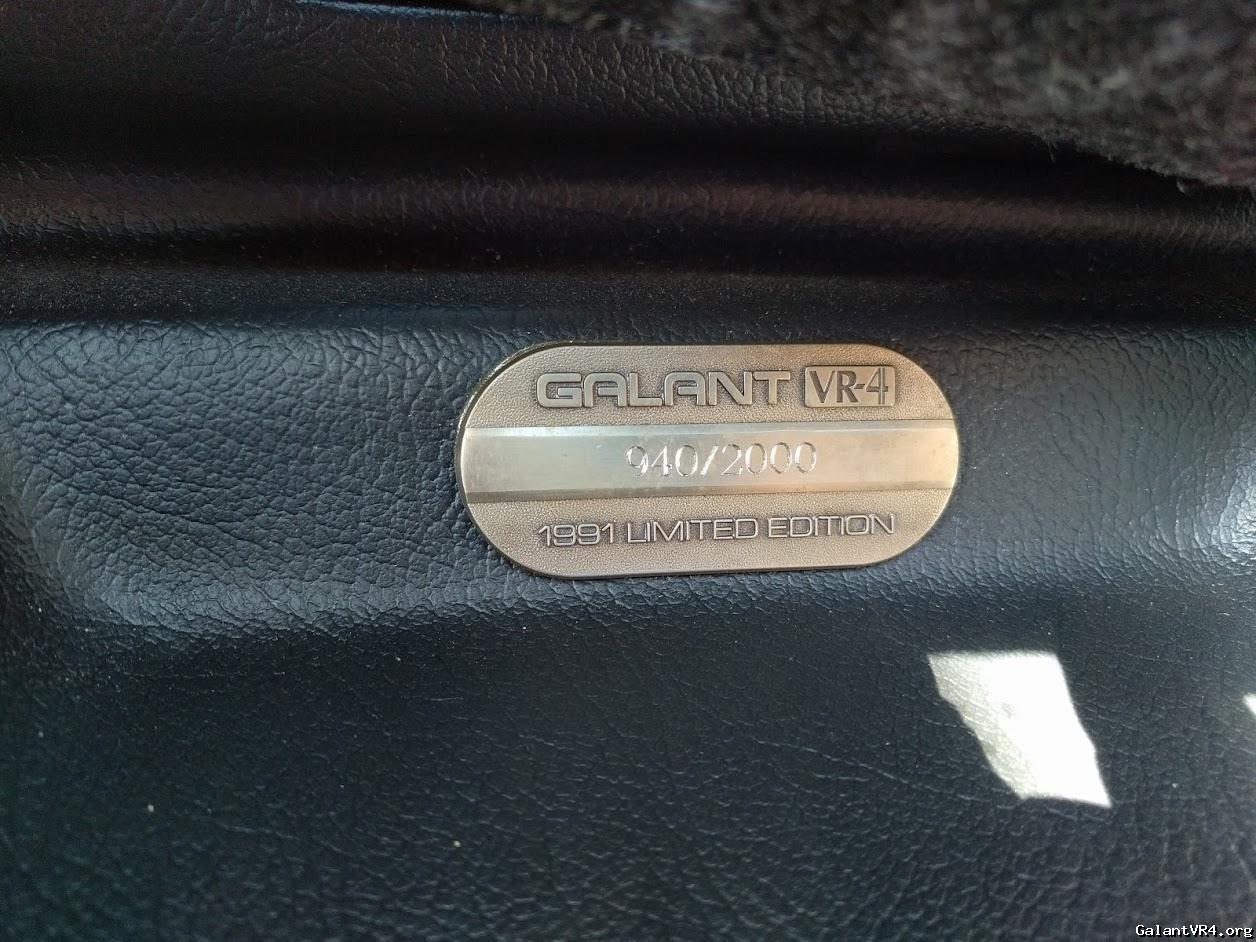 GALANT VR-4
940/2000
1991 LIMITED EDITION
GalantVR4.org